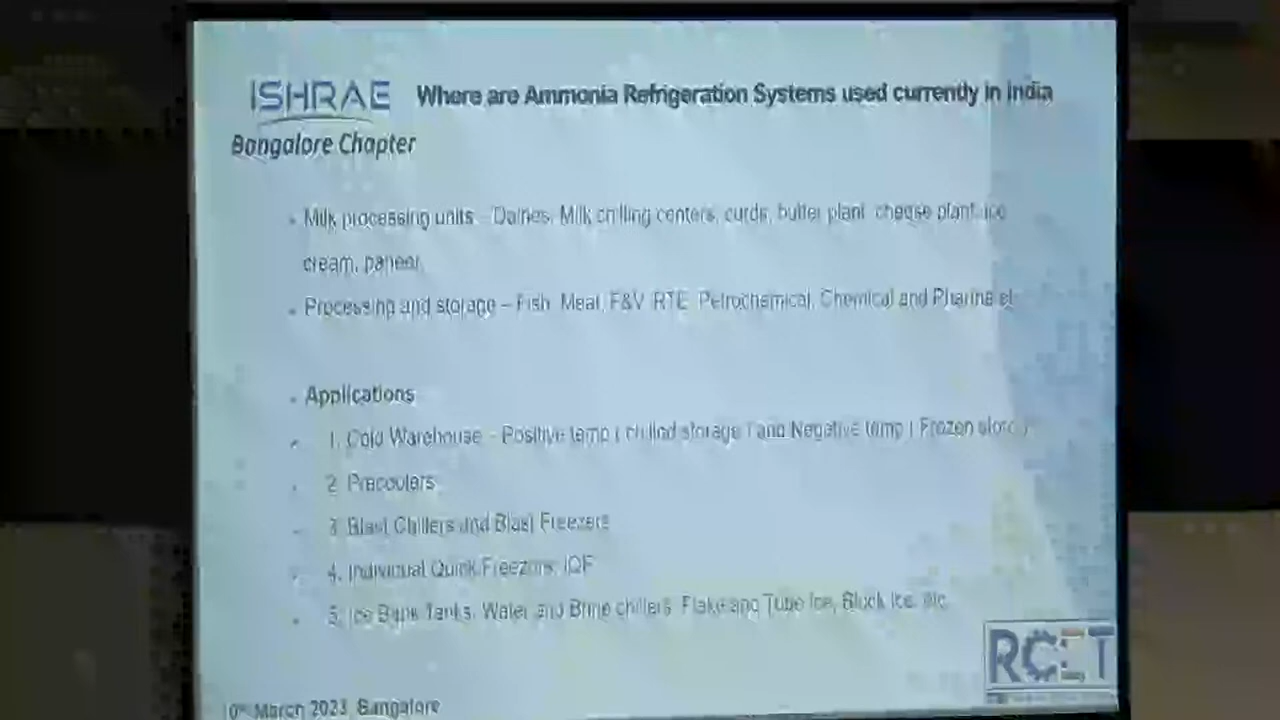 ISHRAE Where are Ammonia Refrigeration Systems used currently in India
Bangalore Chapter
Milk processing units - Dairies, Milk chilling centers, curds, butter plant, cheese plant, ice
cream, paneer,
Processing and storage – Fish, Meat, F&V, RTE, Petrochemical, Chemical and Pharma
Applications
1. Cold Warehouse - Positive temp ( chilled storage ) and Negative temp ( Frozen store )
2. Precoolers
3. Blast Chillers and Blast Freezers
4. Individual Quick Freezers, IQF
5. Ice Bank Tanks, Water and Brine chillers, Flake and Tube Ice, Block Ice, etc
March 2023, Bangalore